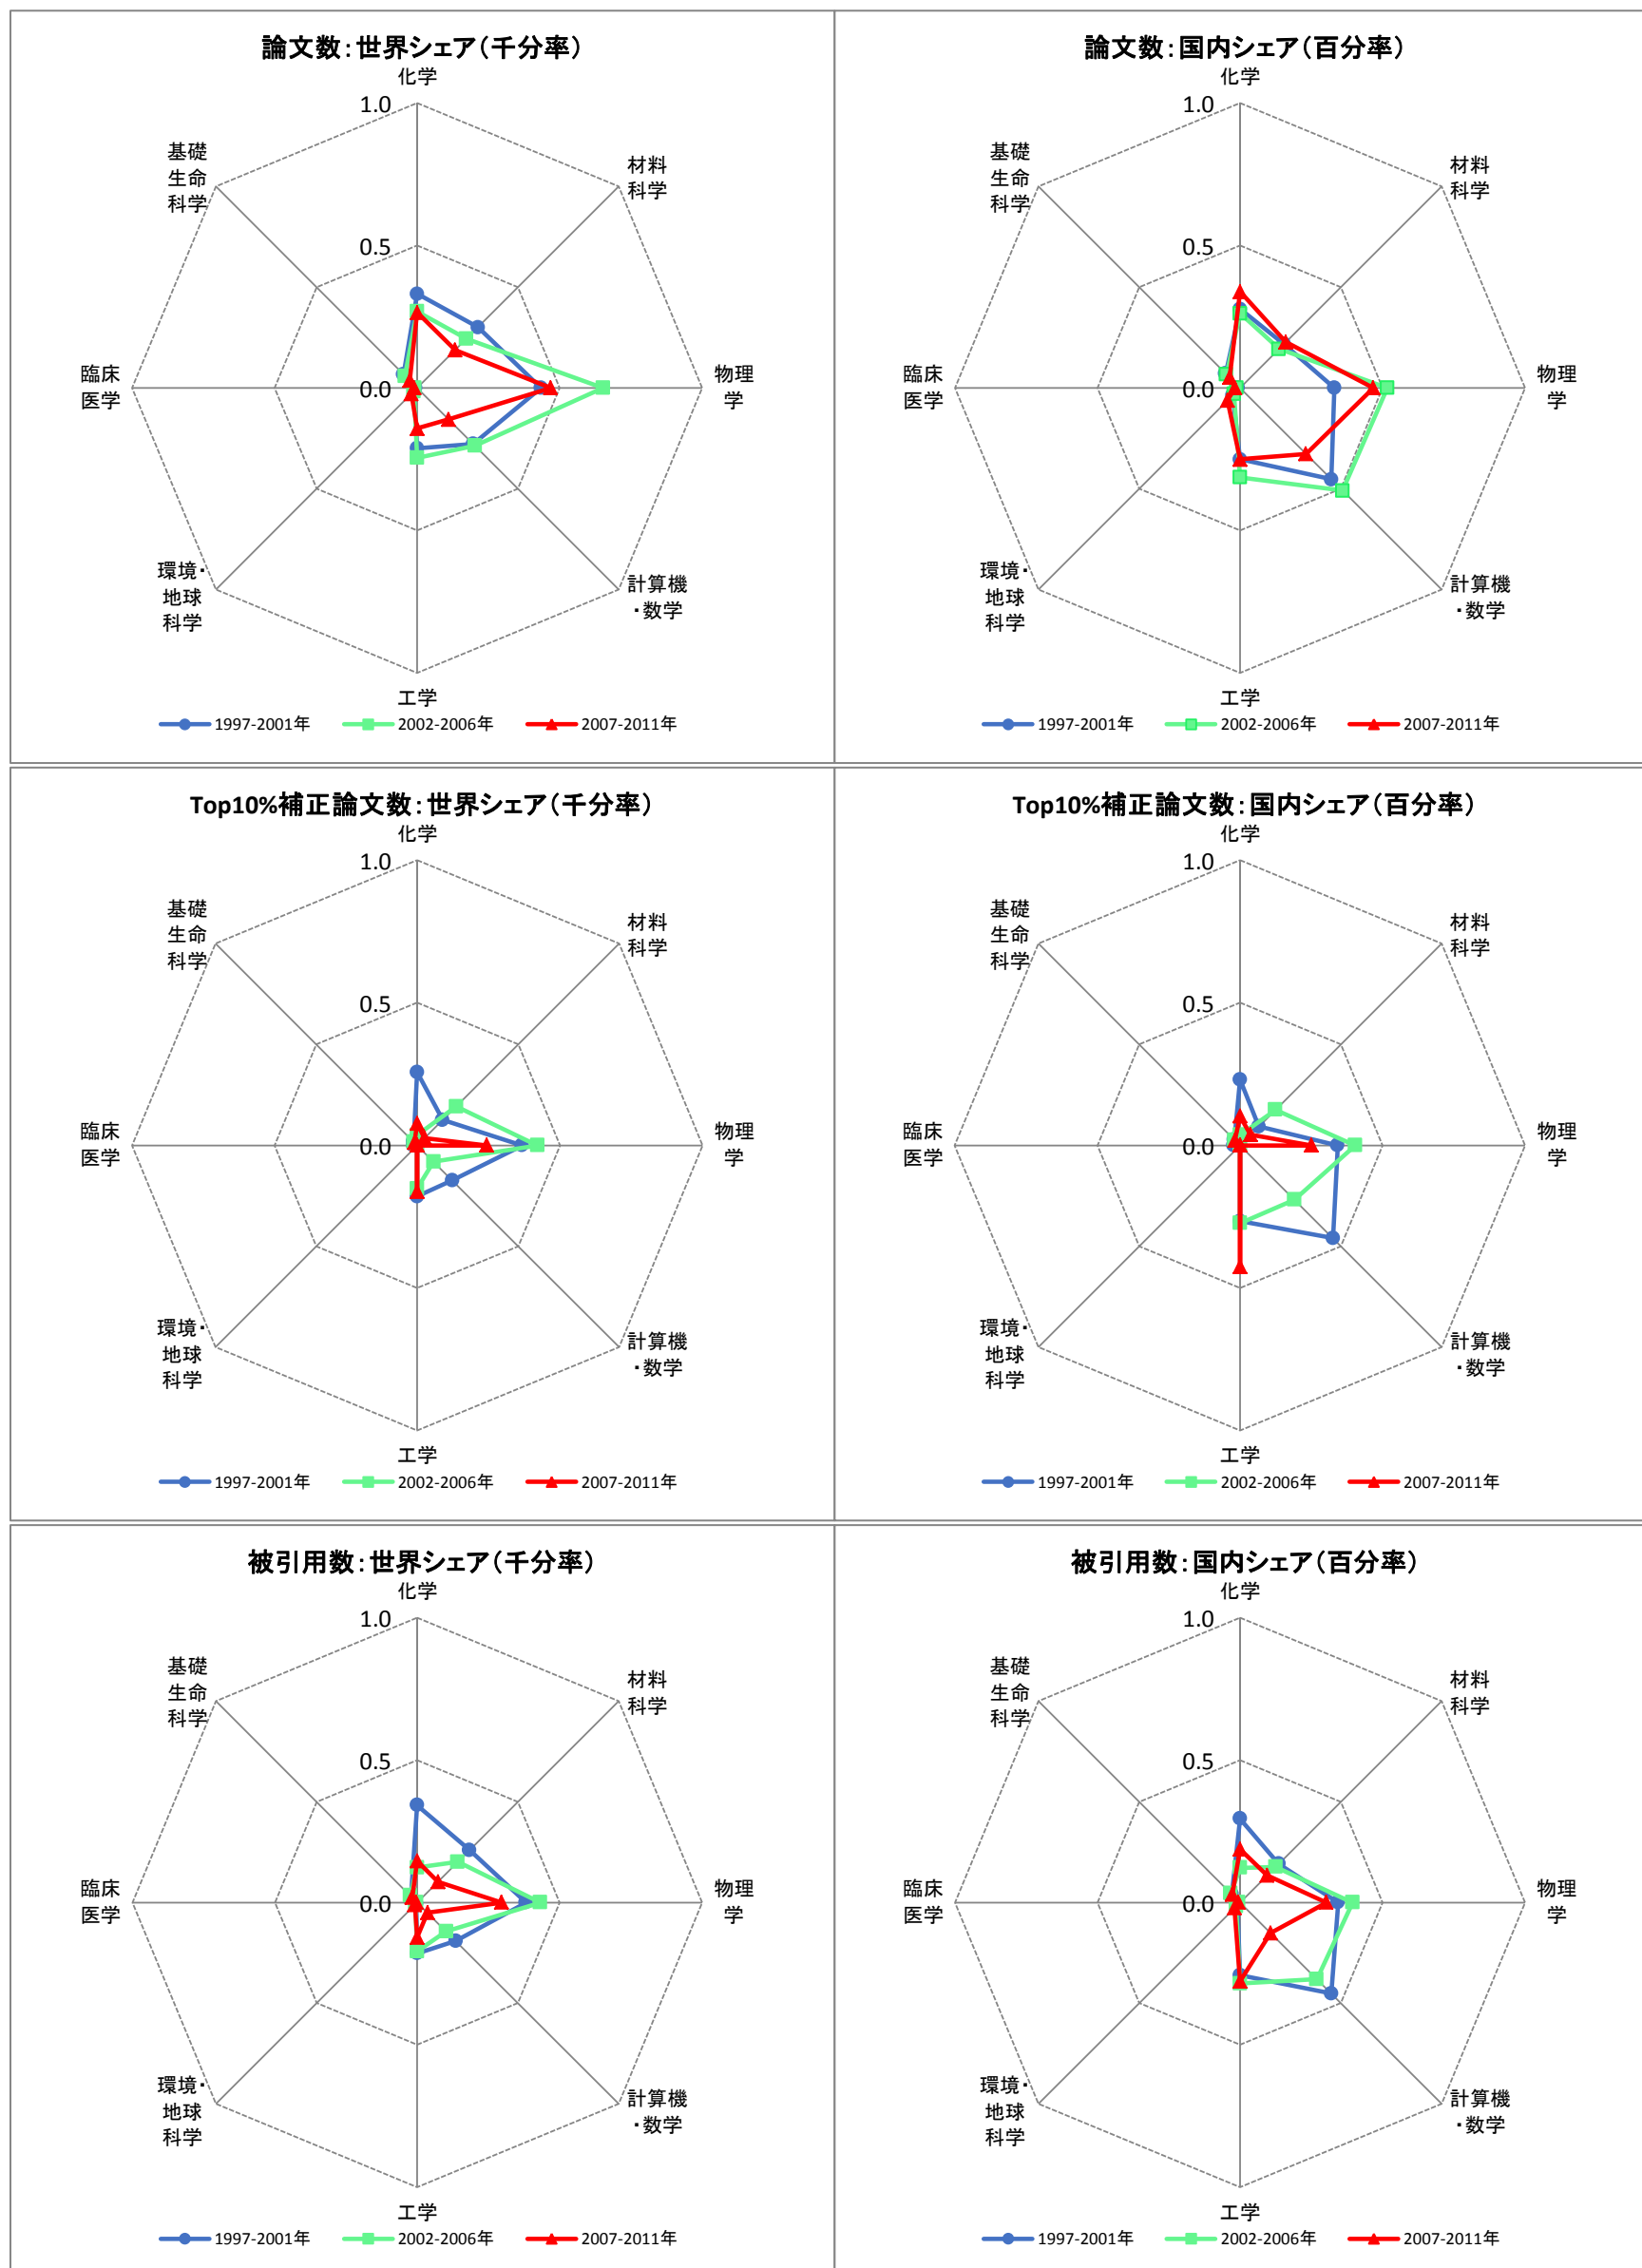 論文数：世界シェア（千分率）
化学
1.0
基礎
生命
科学
材料
科学
0.5
臨床
医学
0.0
物理
学
環境・
地球
科学
計算機
・数学
工学
1997-2001年 2002-2006年 2007-2011年
論文数：国内シェア（百分率）
化学
1.0
基礎
生命
科学
材料
科学
0.5
臨床
医学
0.0
物理
学
環境・
地球
科学
計算機
・数学
工学
1997-2001年 2002-2006年 2007-2011年
Top10%補正論文数：世界シェア（千分率）
化学
1.0
基礎
生命
科学
材料
科学
0.5
臨床
医学
0.0
物理
学
環境・
地球
科学
計算機
・数学
工学
1997-2001年 2002-2006年 2007-2011年
Top10%補正論文数：国内シェア（百分率）
化学
1.0
基礎
生命
科学
材料
科学
0.5
臨床
医学
0.0
物理
学
環境・
地球
科学
計算機
・数学
工学
1997-2001年 2002-2006年 2007-2011年
被引用数：世界シェア（千分率）
化学
1.0
基礎
生命
科学
材料
科学
0.5
臨床
医学
0.0
物理
学
環境・
地球
科学
計算機
・数学
工学
1997-2001年 2002-2006年 2007-2011年
被引用数：国内シェア（百分率）
化学
1.0
基礎
生命
科学
材料
科学
0.5
臨床
医学
0.0
物理
学
環境・
地球
科学
計算機
・数学
工学
1997-2001年 2002-2006年 2007-2011年